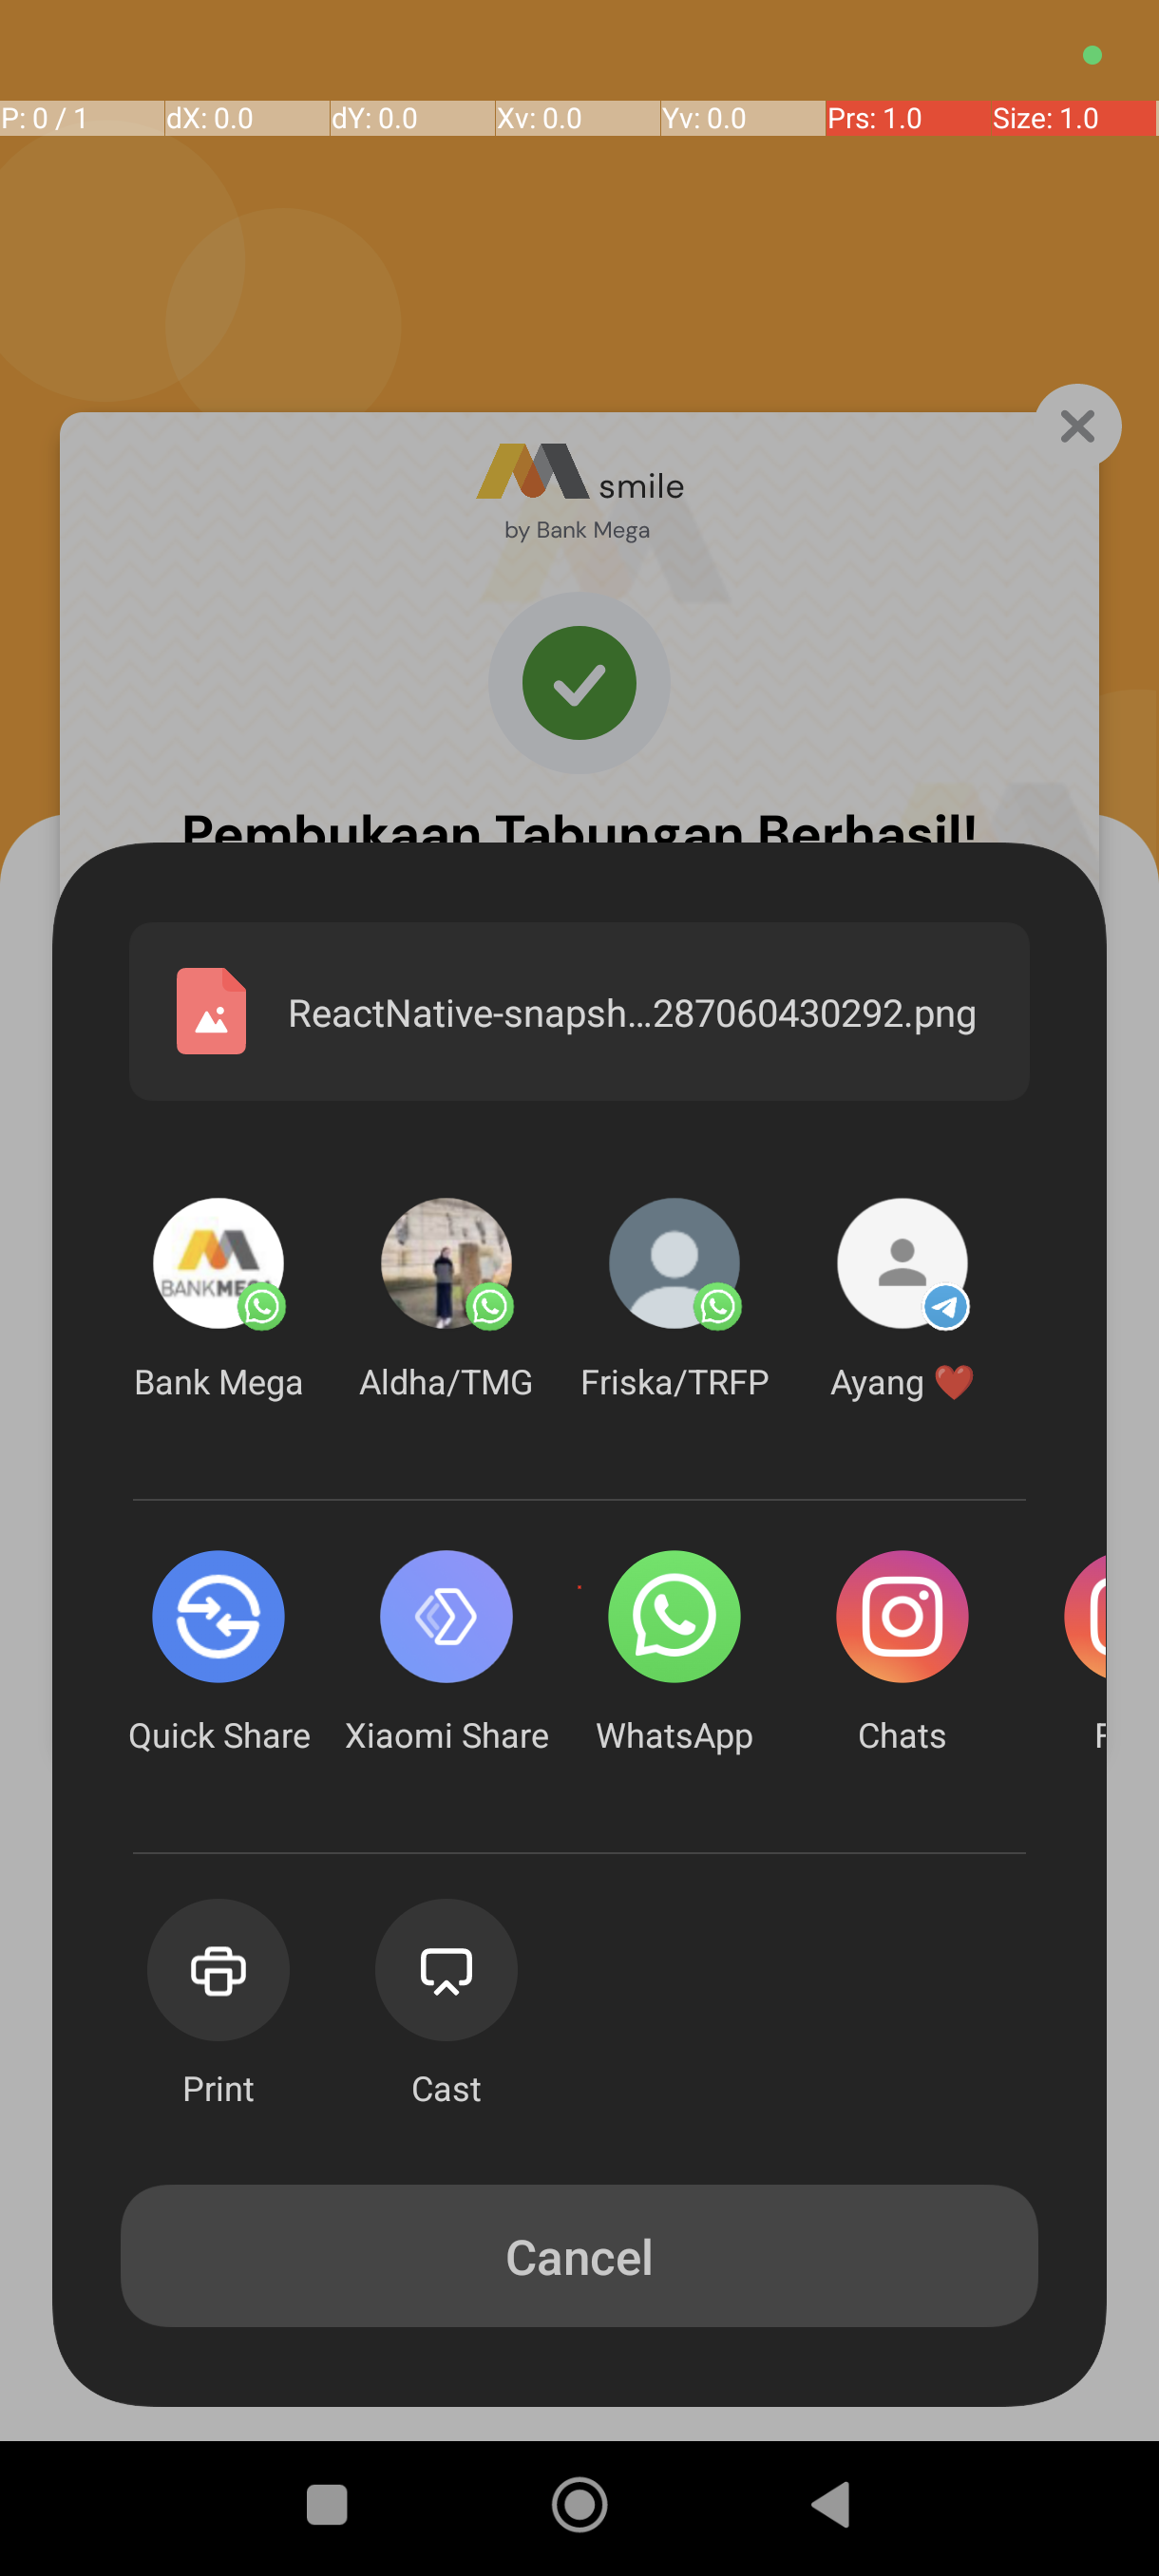 P: 0 / 1 dX: 0.0 dY: 0.0 Xv: 0.0 Yv: 0.0 Prs: 1.0 Size: 1.0
smile
by Bank Mega
Pembukaan Tabungan Berhasil!
ReactNative-snapsh...287060430292.png
BANKMEGA
Bank Mega Aldha/TMG Friska/TRFP Ayang ❤️
Quick Share Xiaomi Share WhatsApp Chats F
Print Cast
Cancel